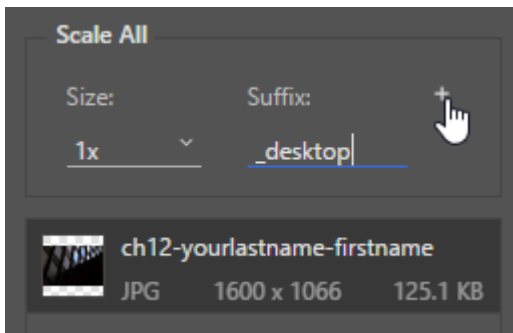 Scale All
Size: Suffix: +
1x _desktop
ch12-yourlastname-firstname
JPG 1600 x 1066 125.1 KB